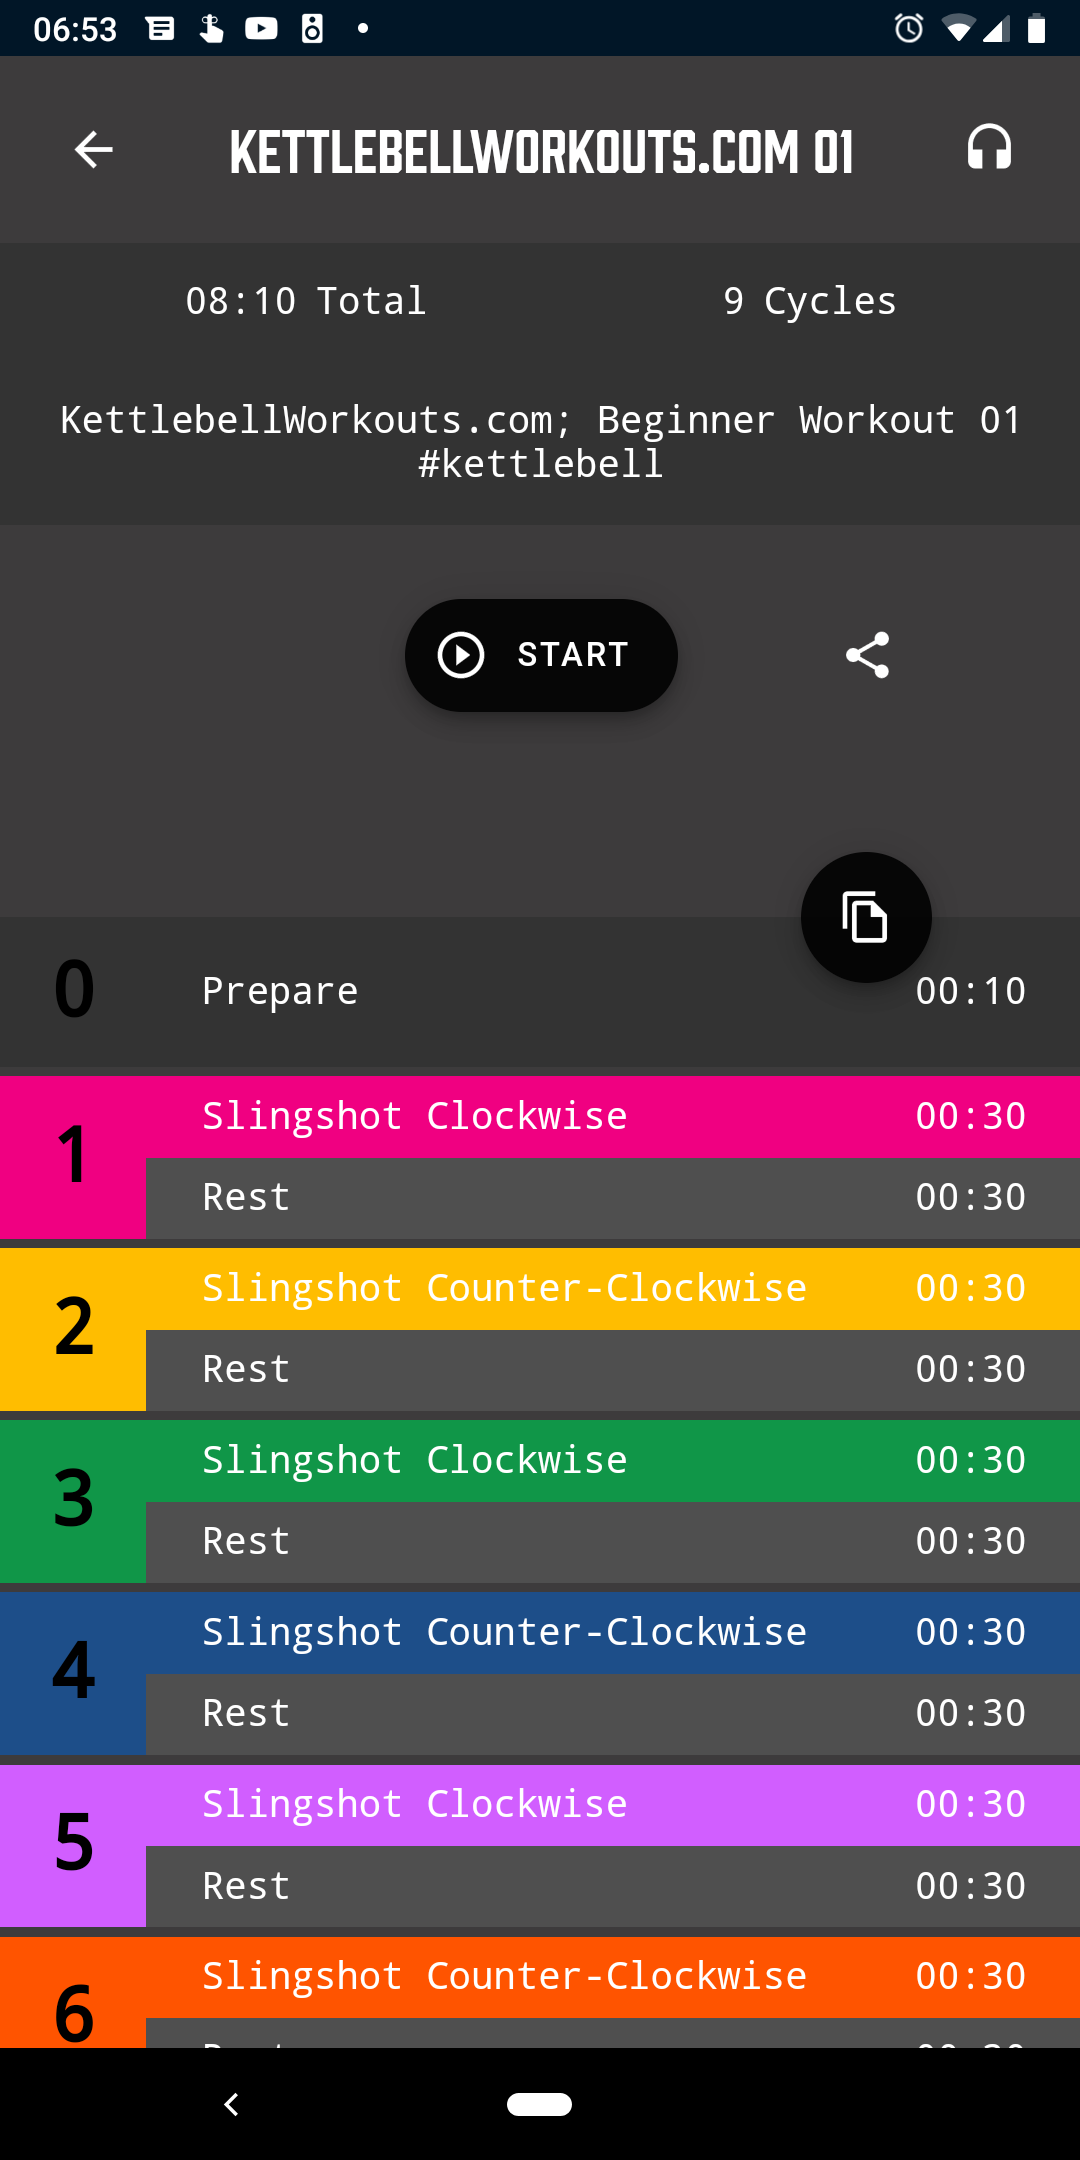 06:53
KETTLEBELLWORKOUTS.COM 01
08:10 Total 9 Cycles
KettlebellWorkouts.com; Beginner Workout 01
#kettlebell
START
0 Prepare 00:10
1 Slingshot Clockwise 00:30
Rest 00:30
2 Slingshot Counter-Clockwise 00:30
Rest 00:30
3 Slingshot Clockwise 00:30
Rest 00:30
4 Slingshot Counter-Clockwise 00:30
Rest 00:30
5 Slingshot Clockwise 00:30
Rest 00:30
6 Slingshot Counter-Clockwise 00:30